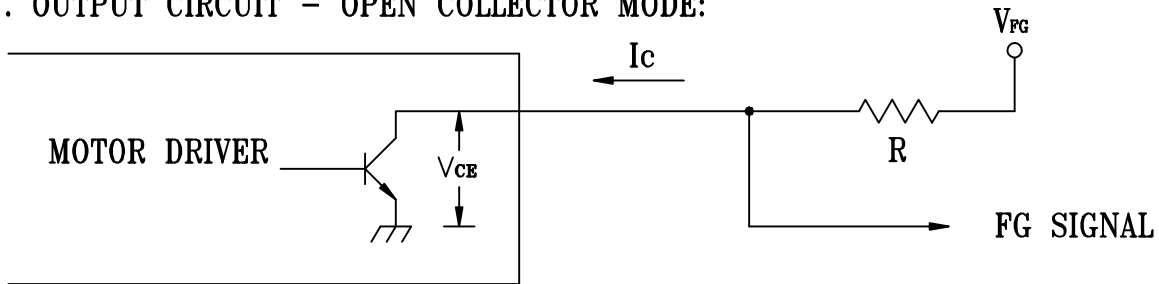 . OUTPUT CIRCUIT - OPEN COLLECTOR MODE:
VFG
Ic
MOTOR DRIVER
VCE
R
FG SIGNAL